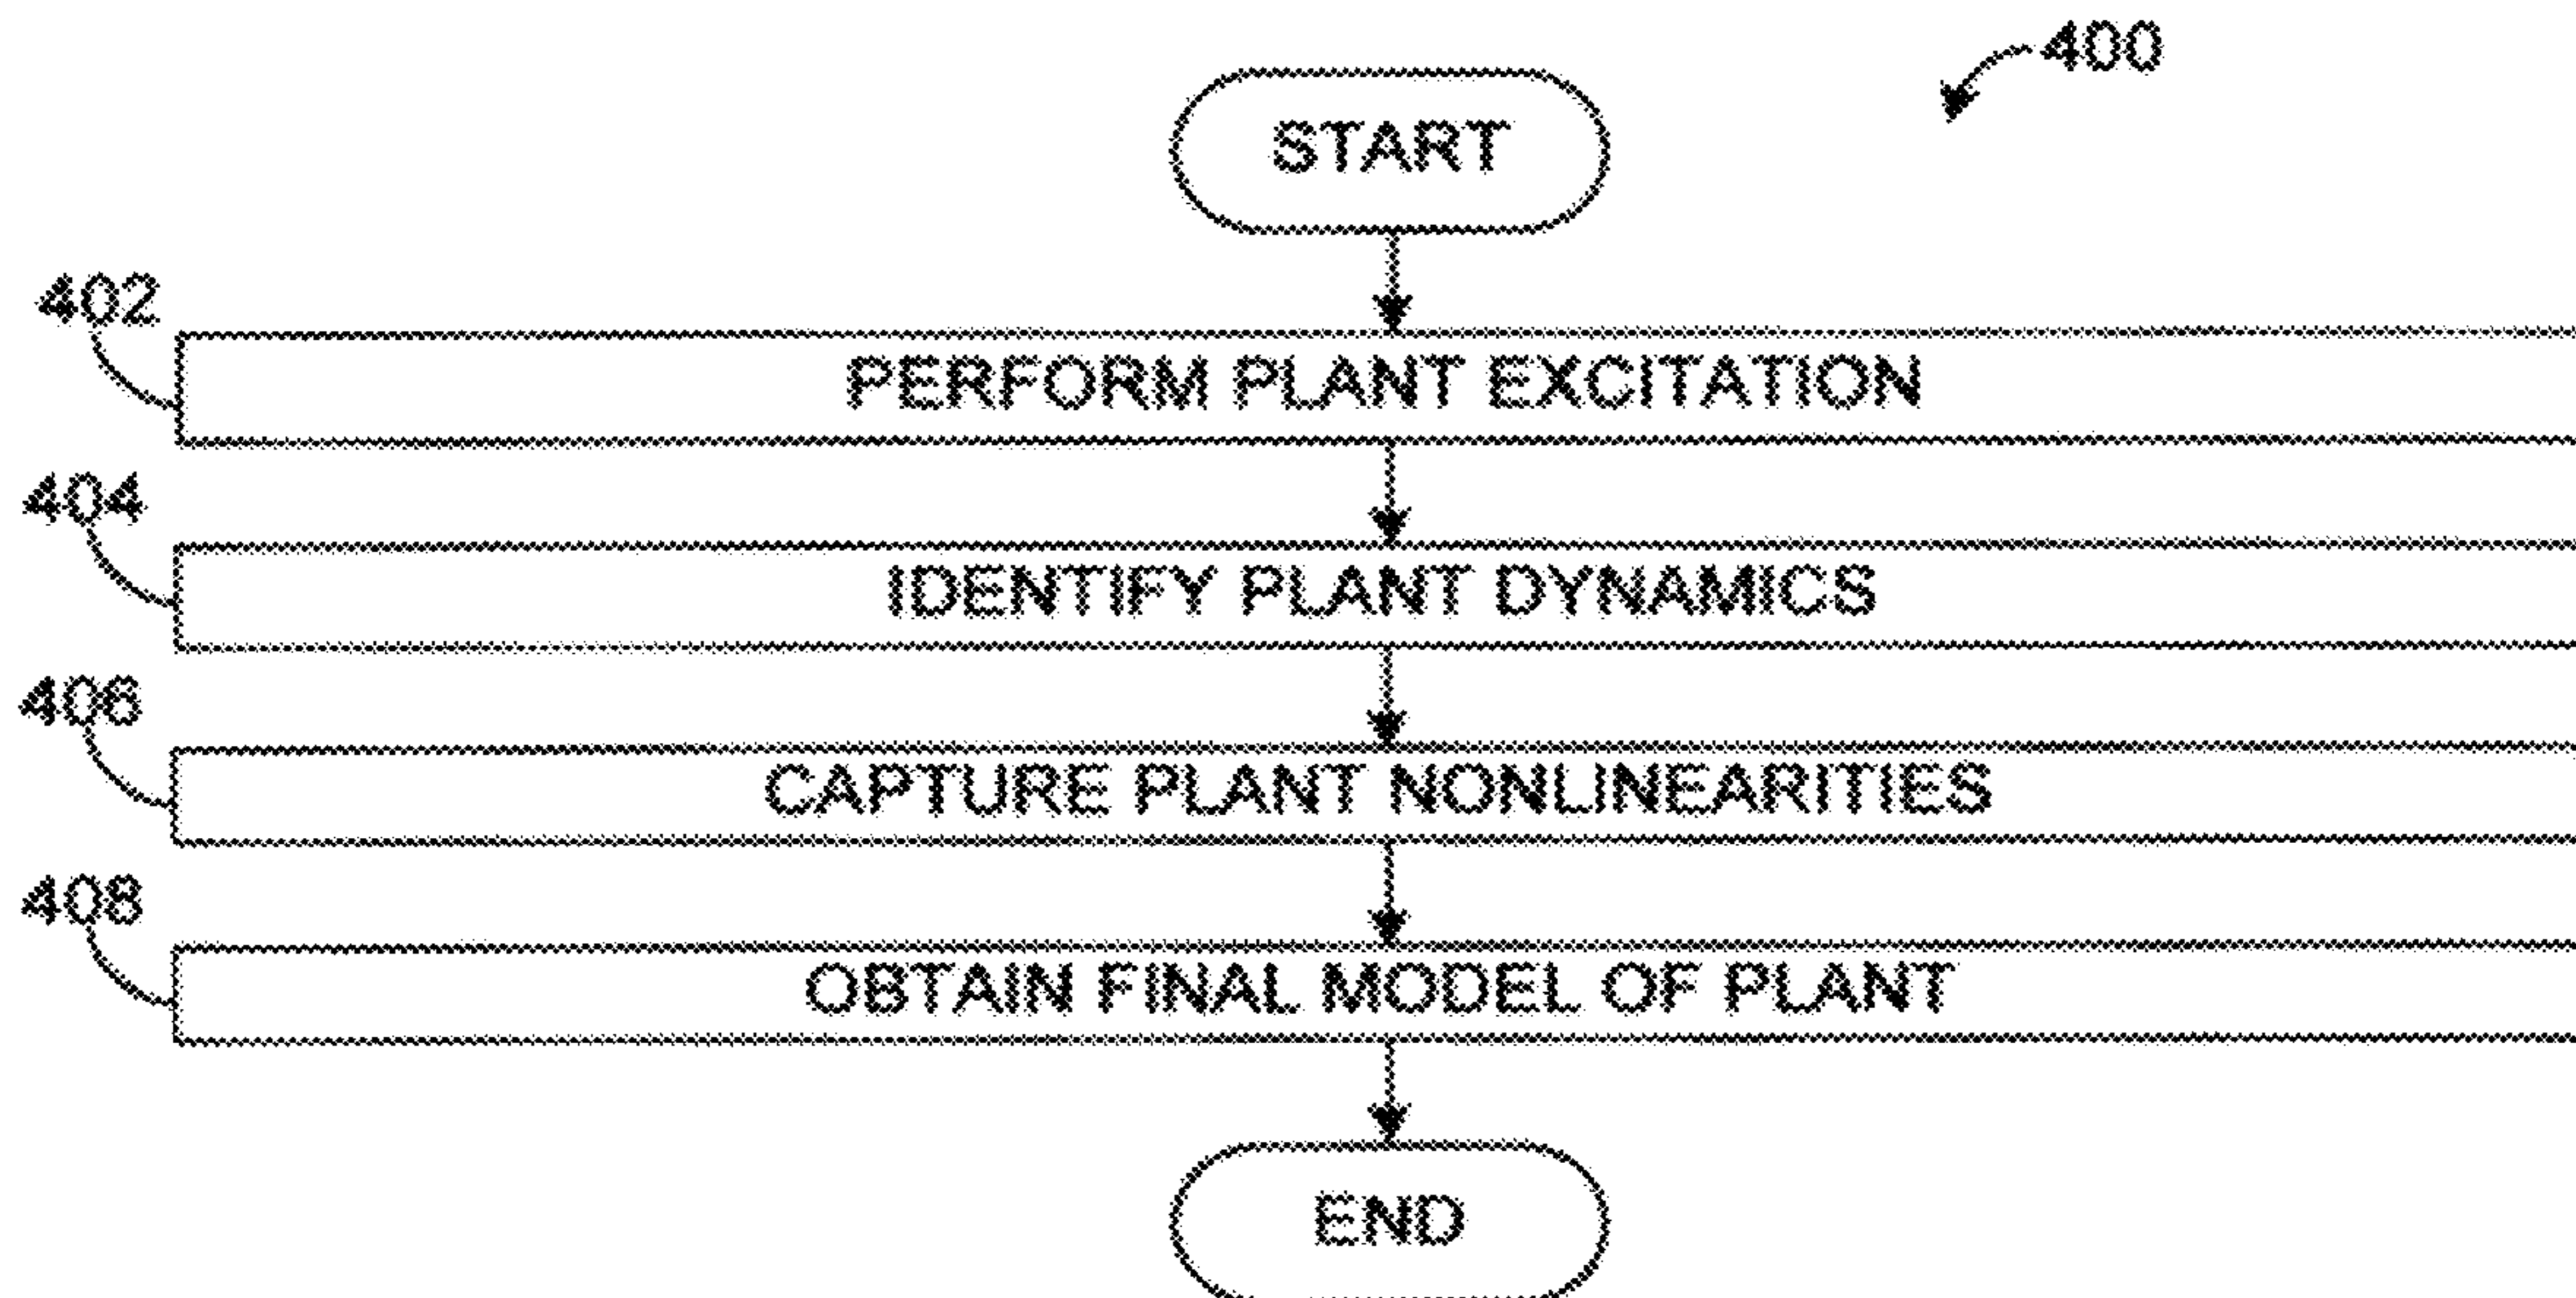 400
START
402
PERFORM PLANT EXCITATION
404
IDENTIFY PLANT DYNAMICS
406
CAPTURE PLANT NONLINEARITIES
408
OBTAIN FINAL MODEL OF PLANT
END